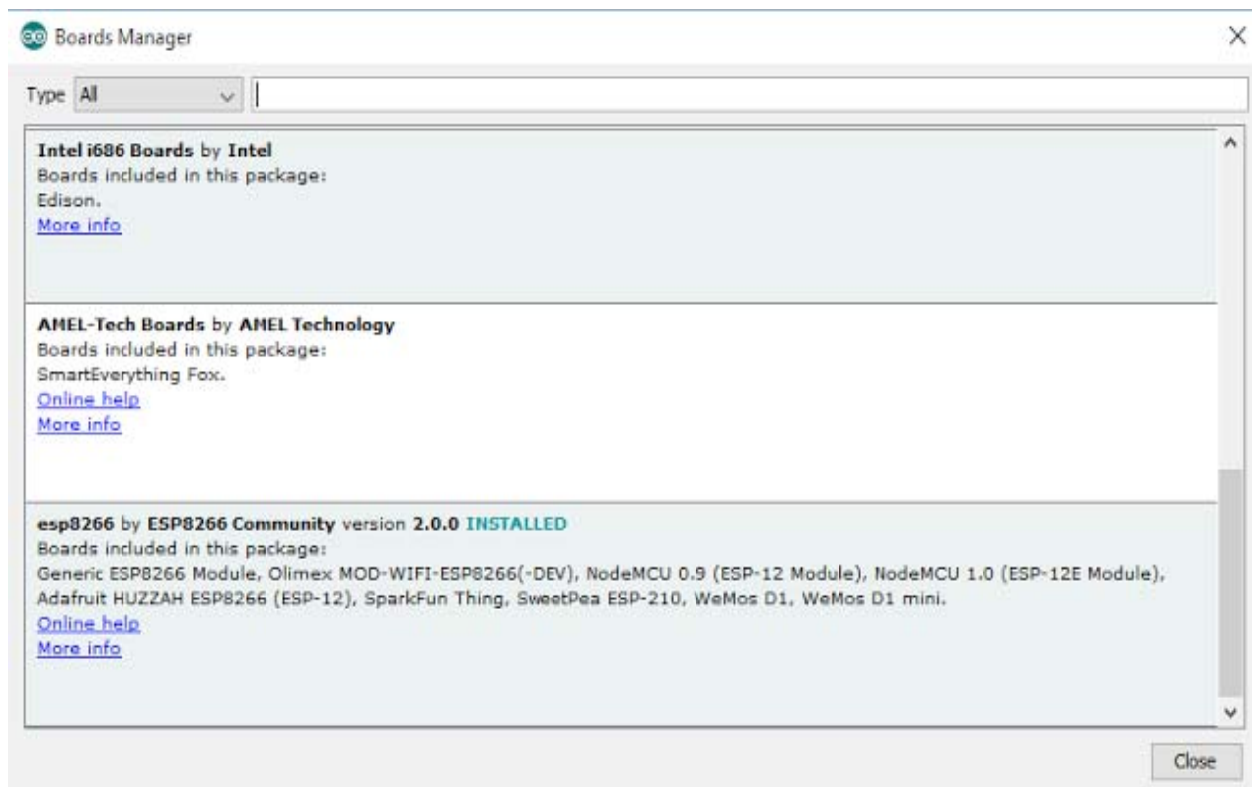 Boards Manager
Type All
Intel i686 Boards by Intel
Boards included in this package:
Edison.
More info
AMEL-Tech Boards by AMEL Technology
Boards included in this package:
SmartEverything Fox.
Online help
More info
esp8266 by ESP8266 Community version 2.0.0 INSTALLED
Boards included in this package:
Generic ESP8266 Module, Olimex MOD-WIFI-ESP8266(-DEV), NodeMCU 0.9 (ESP-12 Module), NodeMCU 1.0 (ESP-12E Module),
Adafruit HUZZAH ESP8266 (ESP-12), SparkFun Thing, SweetPea ESP-210, WeMos D1, WeMos D1 mini.
Online help
More info
Close